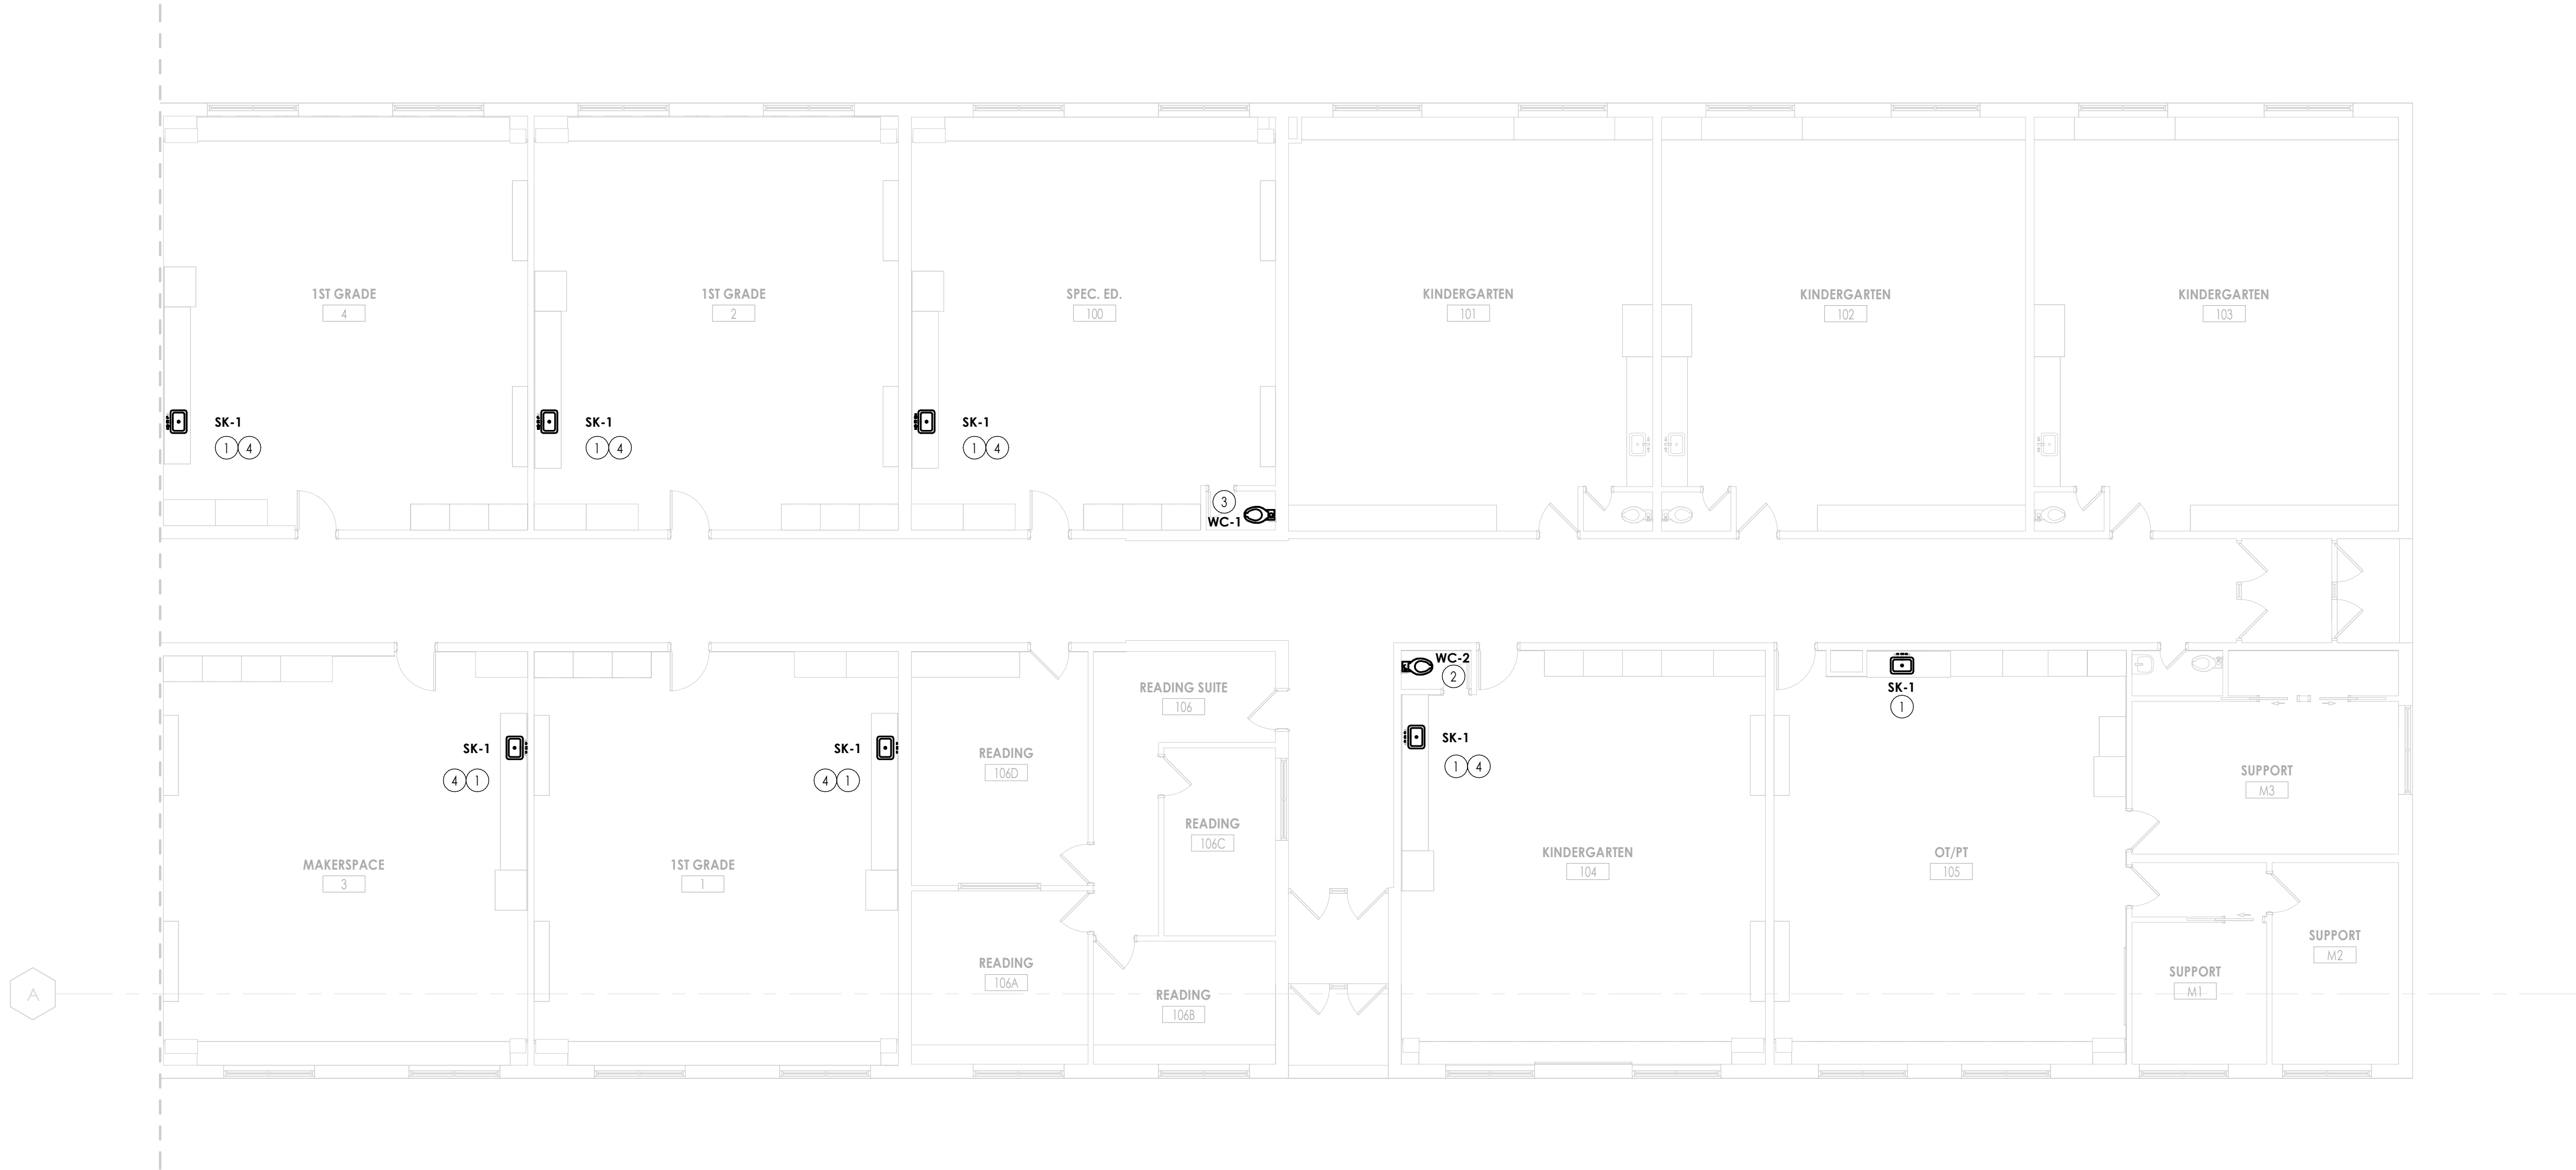 1ST GRADE
4
1ST GRADE
2
SPEC. ED.
100
KINDERGARTEN
101
KINDERGARTEN
102
KINDERGARTEN
103
SK-1
1 4
SK-1
1 4
SK-1
1 4
3
WC-1
WC-2
2
SK-1
1 4
SK-1
1
SK-1
4 1
SK-1
4 1
READING SUITE
106
READING
106D
READING
106C
SUPPORT
M3
MAKERSPACE
3
1ST GRADE
1
KINDERGARTEN
104
OT/PT
105
READING
106A
READING
106B
SUPPORT
M2
SUPPORT
M1
A